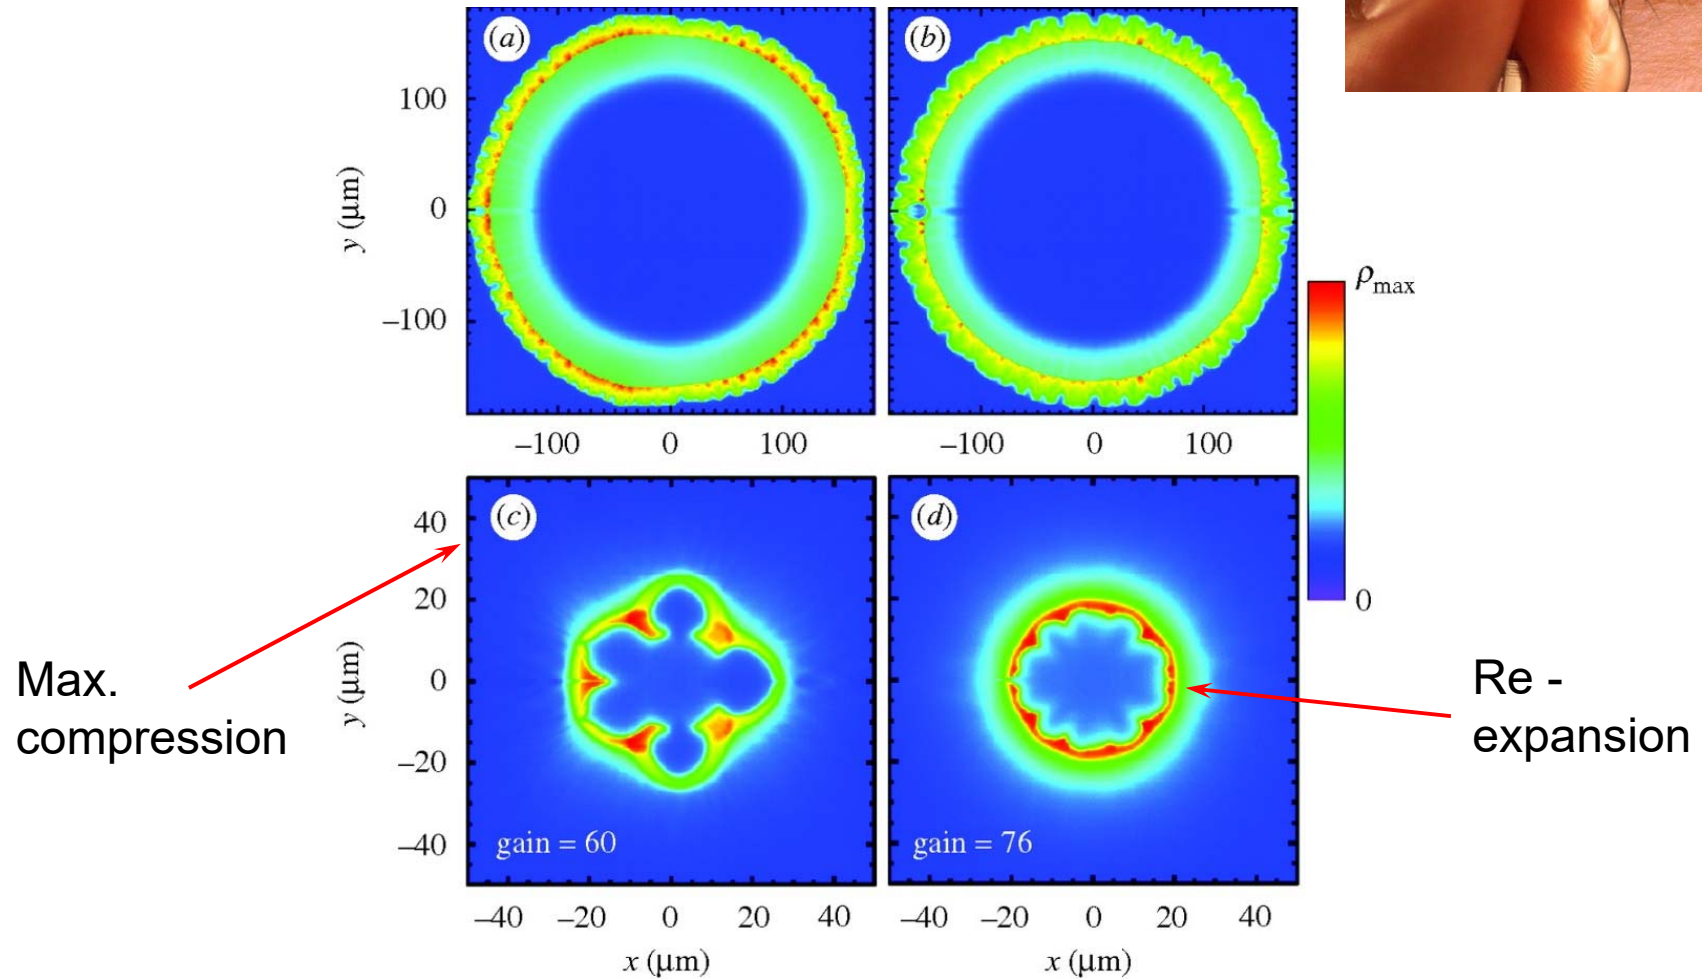 (a)
(b)
100
0
−100
y (μm)
−100 0 100
−100 0 100
ρmax
0
(c)
(d)
40
20
0
−20
−40
y (μm)
gain = 60
gain = 76
−40 −20 0 20 40
−40 −20 0 20 40
x (μm)
x (μm)
Max.
compression
Re -
expansion